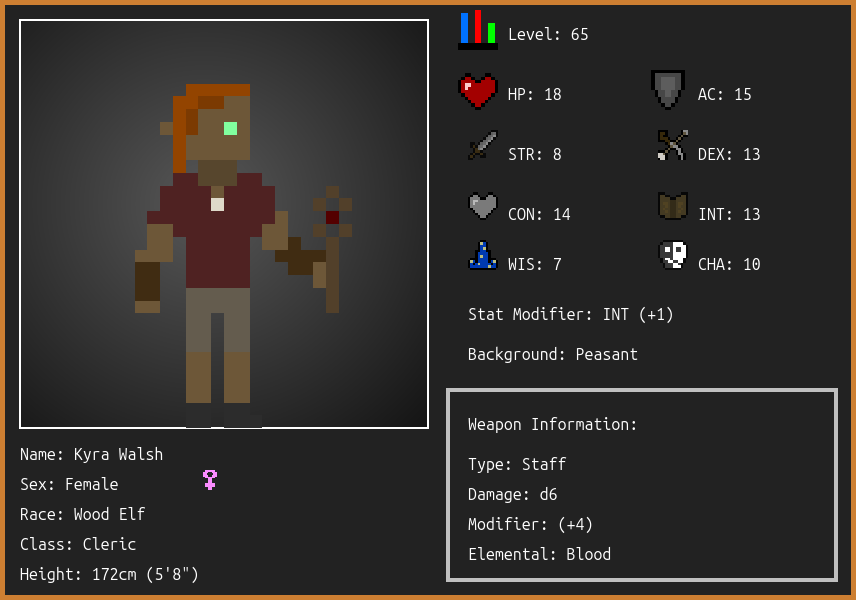 Level: 65
HP: 18
AC: 15
STR: 8
DEX: 13
CON: 14
INT: 13
WIS: 7
CHA: 10
Stat Modifier: INT (+1)
Background: Peasant
Weapon Information:
Type: Staff
Damage: d6
Modifier: (+4)
Elemental: Blood
Name: Kyra Walsh
Sex: Female
Race: Wood Elf
Class: Cleric
Height: 172cm (5'8")